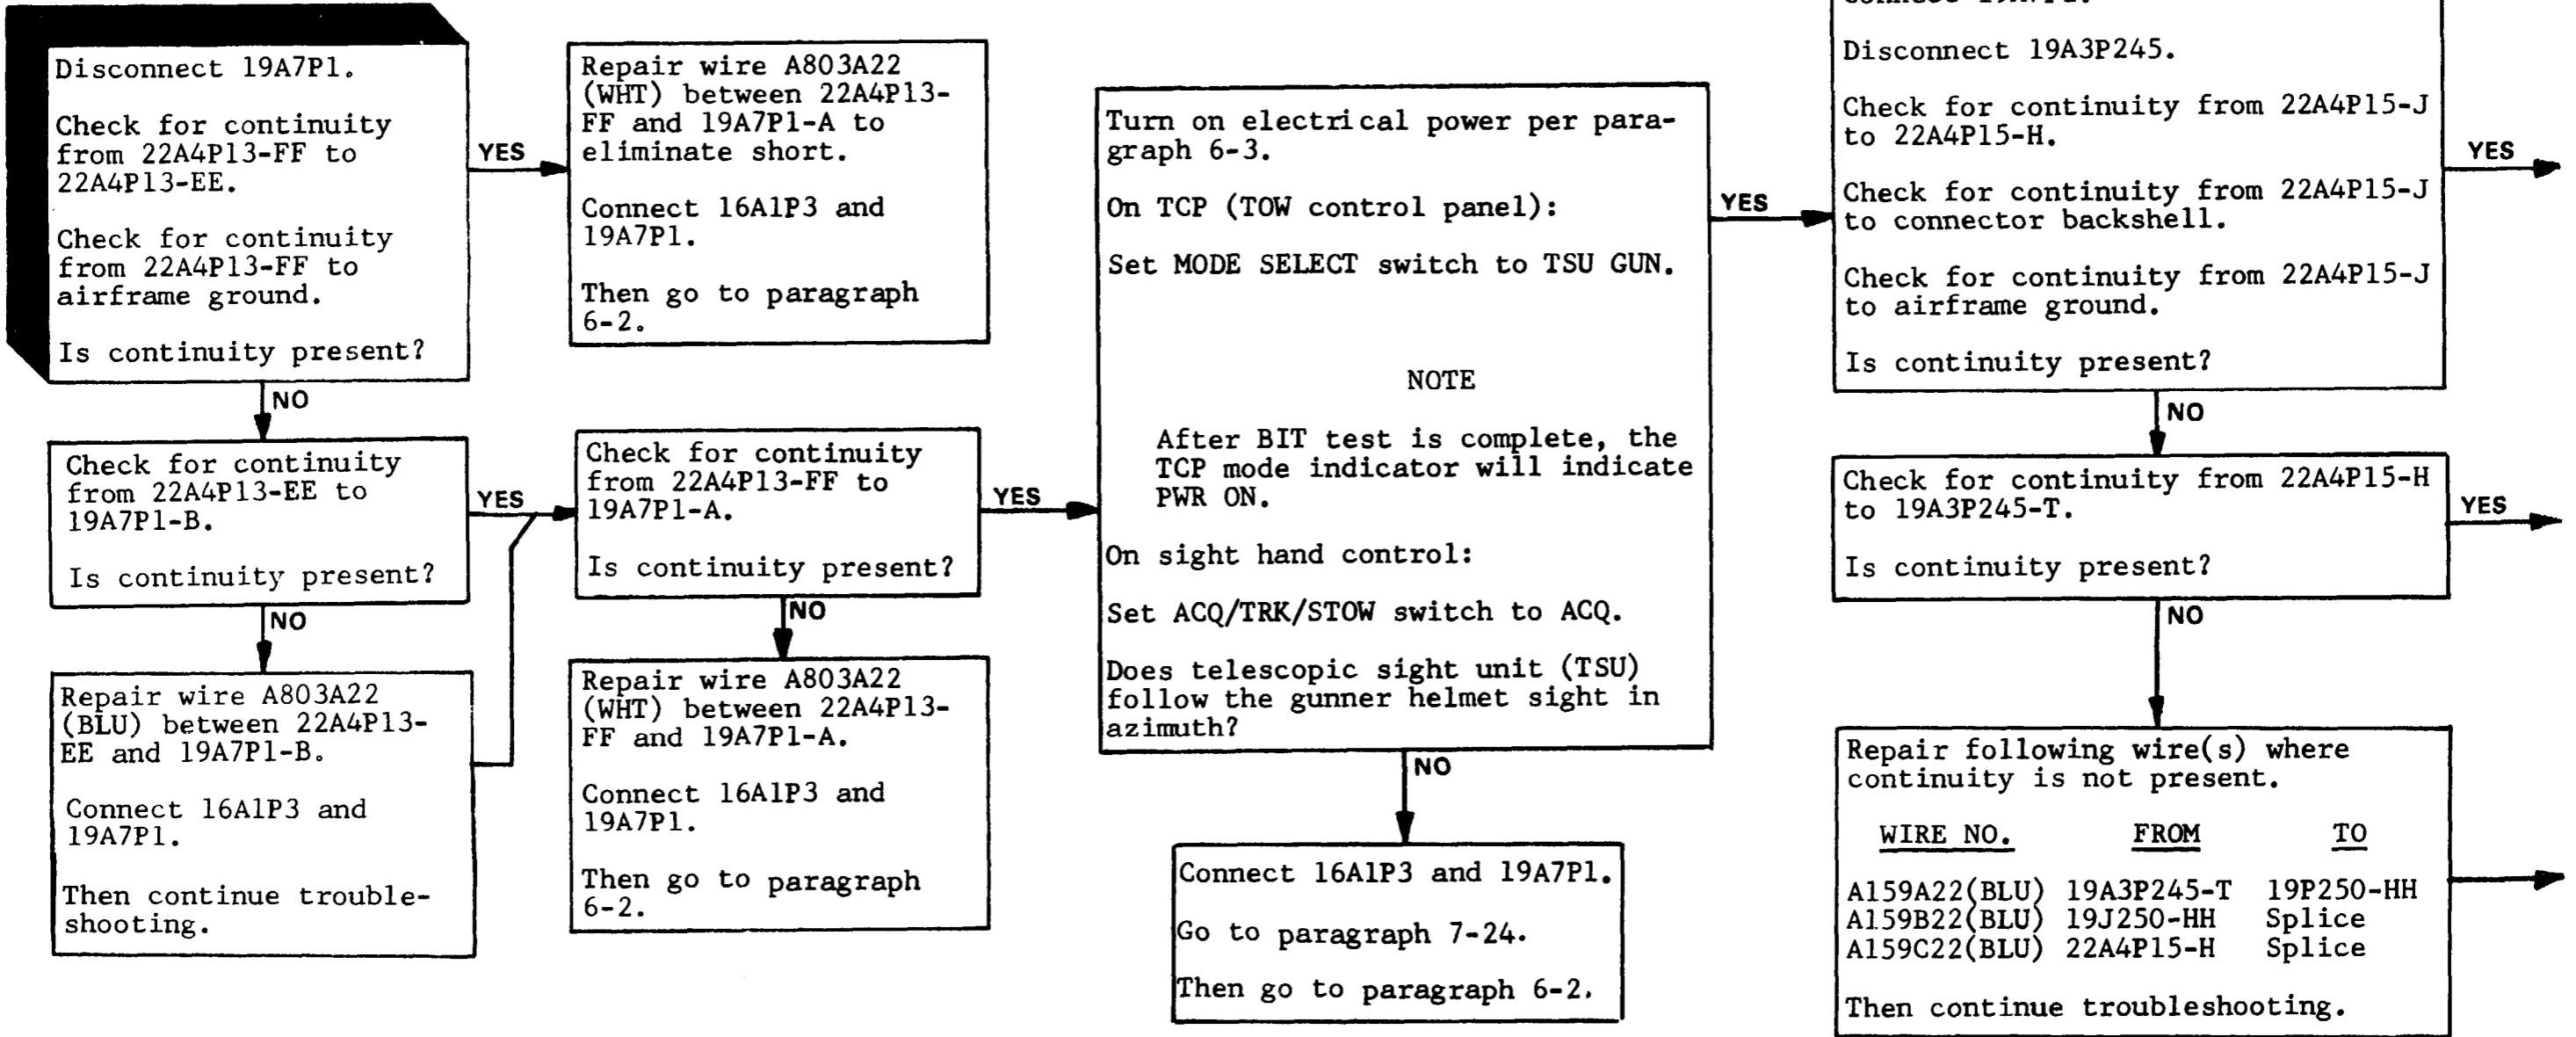 Disconnect 19A7P1.
Check for continuity
from 22A4P13-FF to
22A4P13-EE.
Check for continuity
from 22A4P13-FF to
airframe ground.
Is continuity present?
YES
NO
Repair wire A803A22
(WHT) between 22A4P13-
FF and 19A7P1-A to
eliminate short.
Connect 16A1P3 and
19A7P1.
Then go to paragraph
6-2.
Check for continuity
from 22A4P13-EE to
19A7P1-B.
Is continuity present?
YES
NO
Repair wire A803A22
(BLU) between 22A4P13-
EE and 19A7P1-B.
Connect 16A1P3 and
19A7P1.
Then continue trouble-
shooting.
Check for continuity
from 22A4P13-FF to
19A7P1-A.
Is continuity present?
YES
NO
Repair wire A803A22
(WHT) between 22A4P13-
FF and 19A7P1-A.
Connect 16A1P3 and
19A7P1.
Then go to paragraph
6-2.
Turn on electrical power per para-
graph 6-3.
On TCP (TOW control panel):
Set MODE SELECT switch to TSU GUN.
NOTE
After BIT test is complete, the
TCP mode indicator will indicate
PWR ON.
On sight hand control:
Set ACQ/TRK/STOW switch to ACQ.
Does telescopic sight unit (TSU)
follow the gunner helmet sight in
azimuth?
YES
NO
Connect 16A1P3 and 19A7P1.
Go to paragraph 7-24.
Then go to paragraph 6-2.
Disconnect 19A3P245.
Check for continuity from 22A4P15-J
to 22A4P15-H.
Check for continuity from 22A4P15-J
to connector backshell.
Check for continuity from 22A4P15-J
to airframe ground.
Is continuity present?
YES
NO
Check for continuity from 22A4P15-H
to 19A3P245-T.
Is continuity present?
YES
NO
Repair following wire(s) where
continuity is not present.
WIRE NO. FROM TO
A159A22(BLU) 19A3P245-T 19P250-HH
A159B22(BLU) 19J250-HH Splice
A159C22(BLU) 22A4P15-H Splice
Then continue troubleshooting.